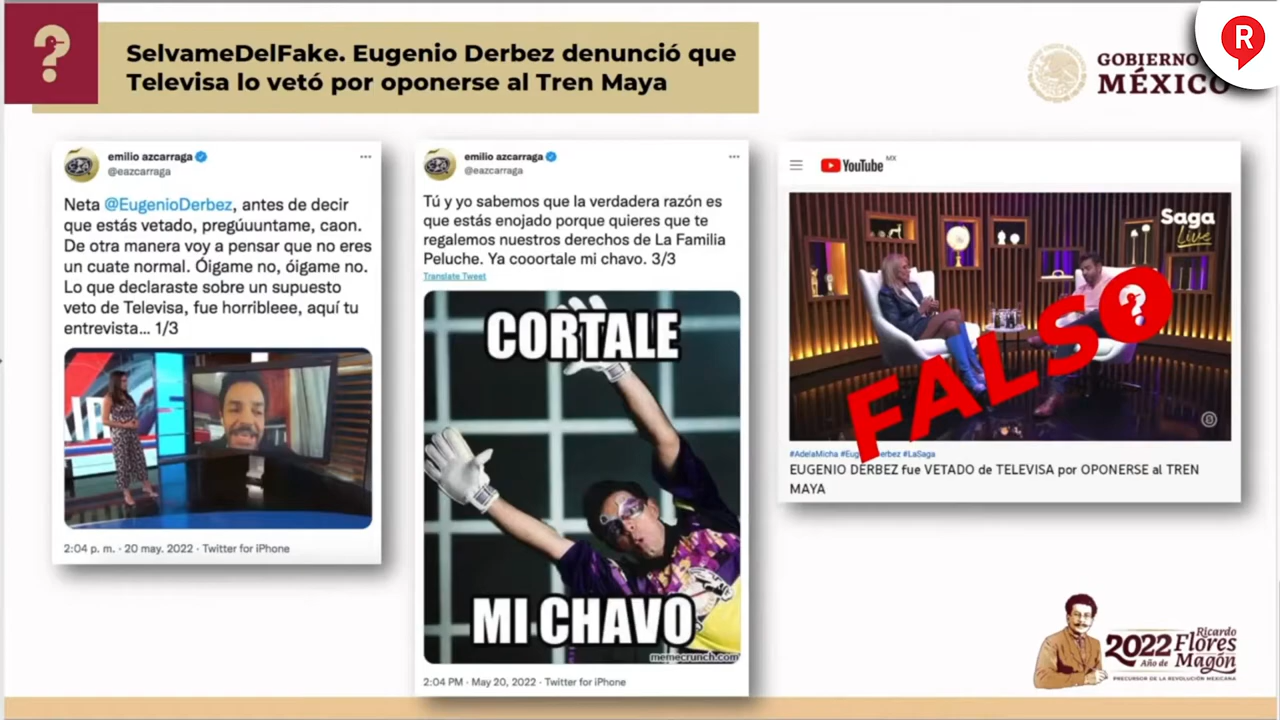 SelvameDelFake. Eugenio Derbez denunció que
Televisa lo vetó por oponerse al Tren Maya
GOBIERNO
MÉXICO
R
emilio azcarraga
@eazcarraga
Neta @EugenioDerbez, antes de decir
que estás vetado, pregúuuntame, caon.
De otra manera voy a pensar que no eres
un cuate normal. Óigame no, óigame no.
Lo que declaraste sobre un supuesto
veto de Televisa, fue horribleee, aquí tu
entrevista... 1/3
2:04 p. m. · 20 may. 2022 · Twitter for iPhone
emilio azcarraga
@eazcarraga
Tú y yo sabemos que la verdadera razón es
que estás enojado porque quieres que te
regalemos nuestros derechos de La Familia
Peluche. Ya cooortale mi chavo. 3/3
Translate Tweet
CORTALE
MI CHAVO
memecrunch.com
2:04 PM · May 20, 2022 · Twitter for iPhone
YouTube MX
Saga
Live
FALSO
?
#AdelaMicha #LaSaga
EUGENIO DERBEZ fue VETADO de TELEVISA por OPONERSE al TREN
MAYA
2022 Ricardo
Flores
Año de Magón
PRECURSOR DE LA REVOLUCIÓN MEXICANA